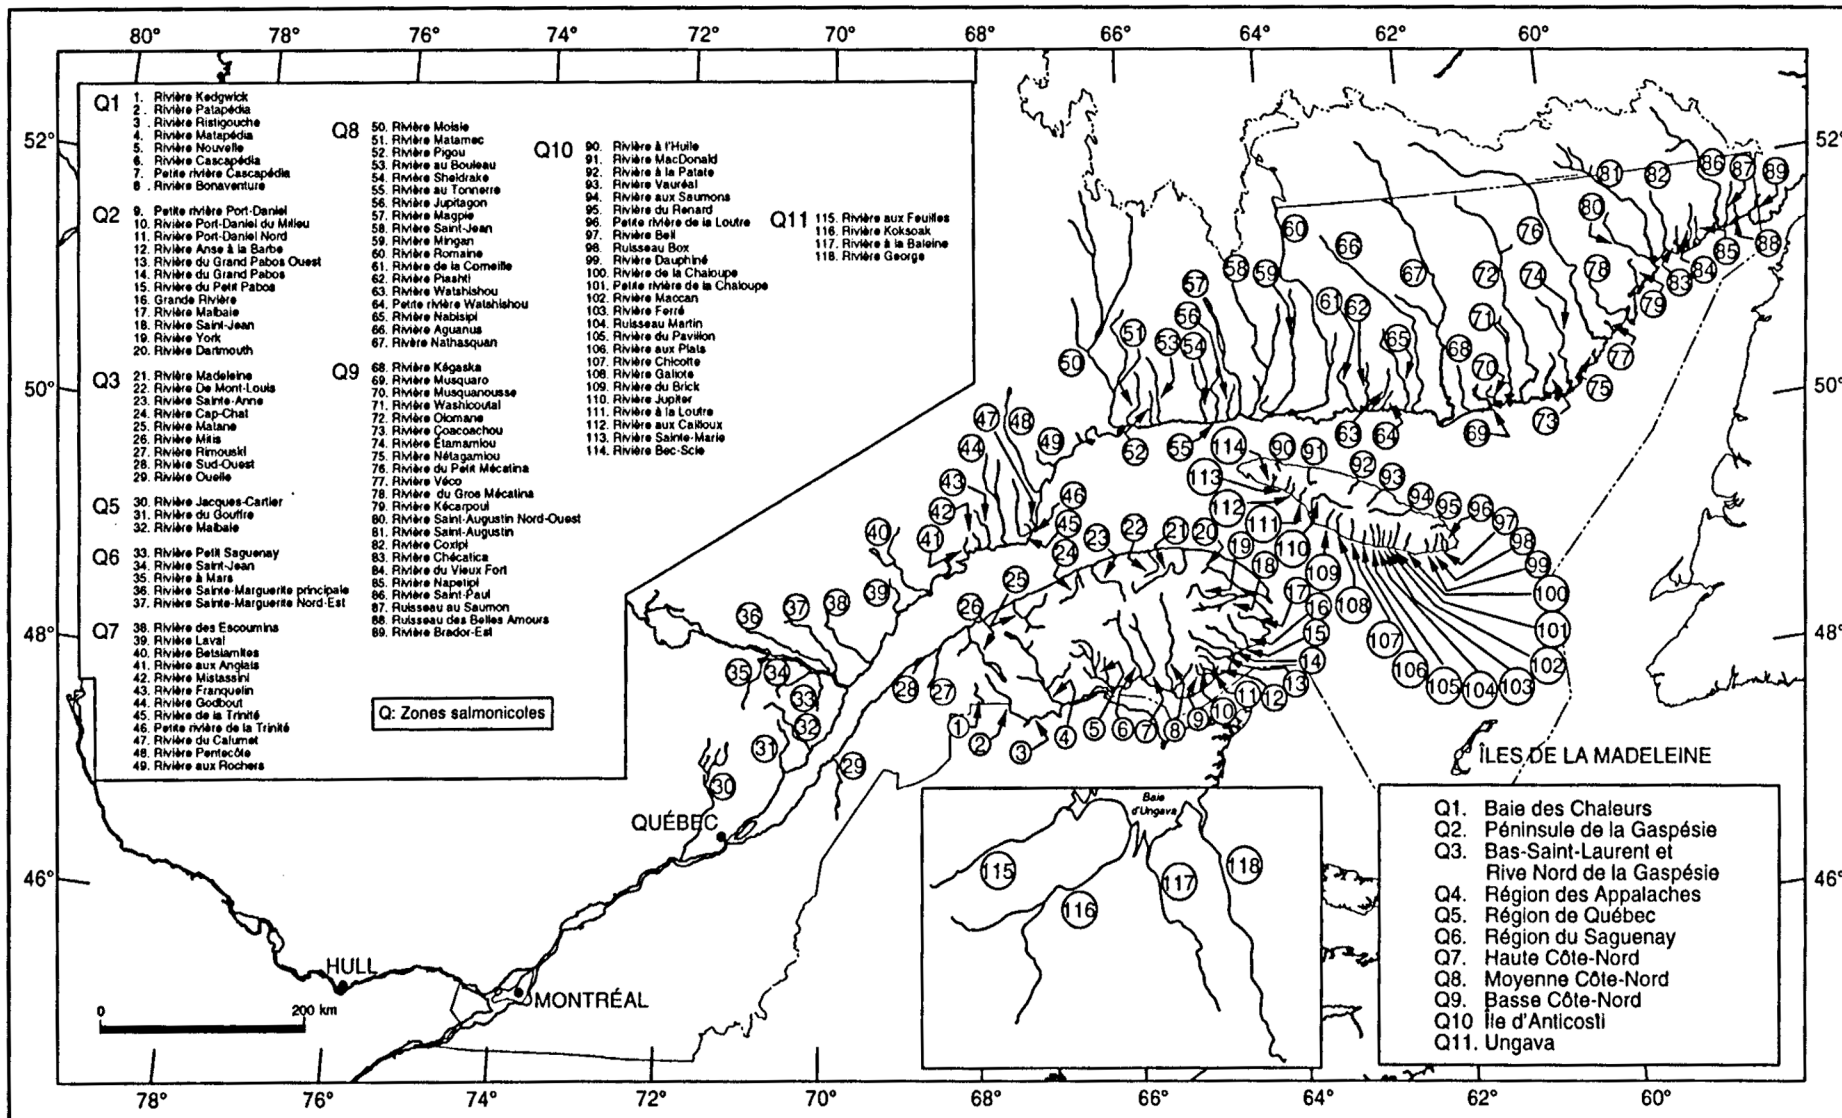 80° 78° 76° 74° 72° 70° 68° 66° 64° 62° 60°
52° 52°
50° 50°
48° 48°
46° 46°
78° 76° 74° 72° 70° 68° 66° 64° 62° 60°
Q1
1. Rivière Kedgwick
2. Rivière Patapédia
3. Rivière Ristigouche
4. Rivière Matapédia
5. Rivière Nouvelle
6. Rivière Cascapédia
7. Petite rivière Cascapédia
8. Rivière Bonaventure
Q2
9. Petite rivière Port-Daniel
10. Rivière Port-Daniel du Milieu
11. Rivière Port-Daniel Nord
12. Rivière Anse à la Barbe
13. Rivière du Grand Pabos Ouest
14. Rivière du Grand Pabos
15. Rivière du Petit Pabos
16. Grande Rivière
17. Rivière Malbaie
18. Rivière Saint-Jean
19. Rivière York
20. Rivière Dartmouth
Q3
21. Rivière Madeleine
22. Rivière De Mont-Louis
23. Rivière Sainte-Anne
24. Rivière Cap-Chat
25. Rivière Matane
26. Rivière Mitis
27. Rivière Rimouski
28. Rivière Sud-Ouest
29. Rivière Ouelle
Q5
30. Rivière Jacques-Cartier
31. Rivière du Gouffre
32. Rivière Malbaie
Q6
33. Rivière Petit Saguenay
34. Rivière Saint-Jean
35. Rivière à Mars
36. Rivière Sainte-Marguerite principale
37. Rivière Sainte-Marguerite Nord-Est
Q7
38. Rivière des Escoumins
39. Rivière Laval
40. Rivière Betsiamites
41. Rivière aux Anglais
42. Rivière Mistassini
43. Rivière Franquelin
44. Rivière Godbout
45. Rivière de la Trinité
46. Petite rivière de la Trinité
47. Rivière du Calumet
48. Rivière Pentecôte
49. Rivière aux Rochers
Q8
50. Rivière Moisie
51. Rivière Matamec
52. Rivière Pigou
53. Rivière au Bouleau
54. Rivière Sheldrake
55. Rivière au Tonnerre
56. Rivière Jupitagon
57. Rivière Magpie
58. Rivière Saint-Jean
59. Rivière Mingan
60. Rivière Romaine
61. Rivière de la Corneille
62. Rivière Piashti
63. Rivière Watshishou
64. Petite rivière Watshishou
65. Rivière Nabisipi
66. Rivière Aguanus
67. Rivière Nathasquan
Q9
68. Rivière Kégaska
69. Rivière Musquaro
70. Rivière Musquanousse
71. Rivière Washicoutai
72. Rivière Olomane
73. Rivière Coacoachou
74. Rivière Étamamiou
75. Rivière Nétagamiou
76. Rivière du Petit Mécatina
77. Rivière Véco
78. Rivière du Gros Mécatina
79. Rivière Kécarpoui
80. Rivière Saint-Augustin Nord-Ouest
81. Rivière Saint-Augustin
82. Rivière Coxipi
83. Rivière Chécatica
84. Rivière du Vieux Fort
85. Rivière Napetipi
86. Rivière Saint-Paul
87. Ruisseau au Saumon
88. Ruisseau des Belles Amours
89. Rivière Brador-Est
Q10
90. Rivière à l'Huile
91. Rivière MacDonald
92. Rivière à la Patate
93. Rivière Vauréal
94. Rivière aux Saumons
95. Rivière du Renard
96. Petite rivière de la Loutre
97. Rivière Bell
98. Ruisseau Box
99. Rivière Dauphiné
100. Rivière de la Chaloupe
101. Petite rivière de la Chaloupe
102. Rivière Maccan
103. Rivière Ferré
104. Ruisseau Martin
105. Rivière du Pavillon
106. Rivière aux Plats
107. Rivière Chicotte
108. Rivière Galiote
109. Rivière du Brick
110. Rivière Jupiter
111. Rivière à la Loutre
112. Rivière aux Cailloux
113. Rivière Sainte-Marie
114. Rivière Bec-Scie
Q11
115. Rivière aux Feuilles
116. Rivière Koksoak
117. Rivière à la Baleine
118. Rivière George
Q: Zones salmonicoles
QUÉBEC
HULL
MONTRÉAL
0 200 km
ÎLES DE LA MADELEINE
Baie
d'Ungava
115
116
117
118
Q1. Baie des Chaleurs
Q2. Péninsule de la Gaspésie
Q3. Bas-Saint-Laurent et
Rive Nord de la Gaspésie
Q4. Région des Appalaches
Q5. Région de Québec
Q6. Région du Saguenay
Q7. Haute Côte-Nord
Q8. Moyenne Côte-Nord
Q9. Basse Côte-Nord
Q10 Île d'Anticosti
Q11. Ungava